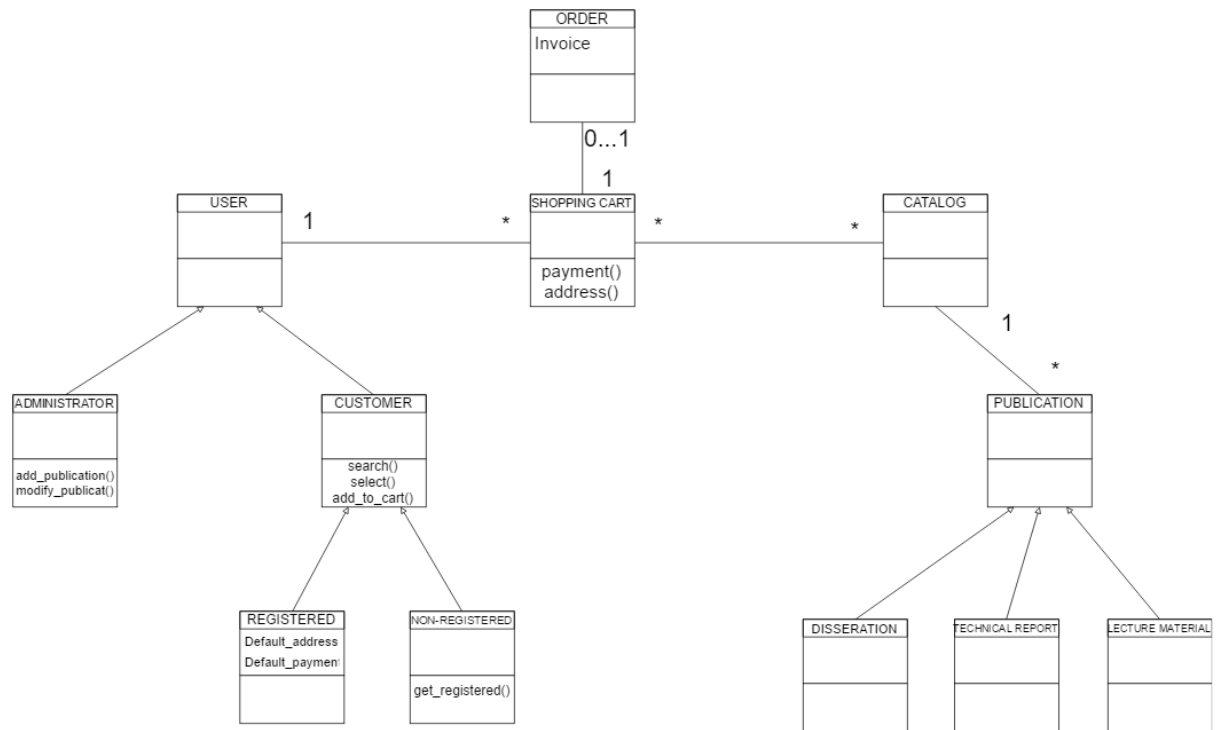 ORDER
Invoice
0...1
1
USER
SHOPPING CART
CATALOG
1
*
*
*
payment()
address()
1
*
ADMINISTRATOR
CUSTOMER
PUBLICATION
add_publication()
modify_publicat()
search()
select()
add_to_cart()
REGISTERED
Default_address
Default_paymen
NON-REGISTERED
get_registered()
DISSERATION
TECHNICAL REPORT
LECTURE MATERIAL